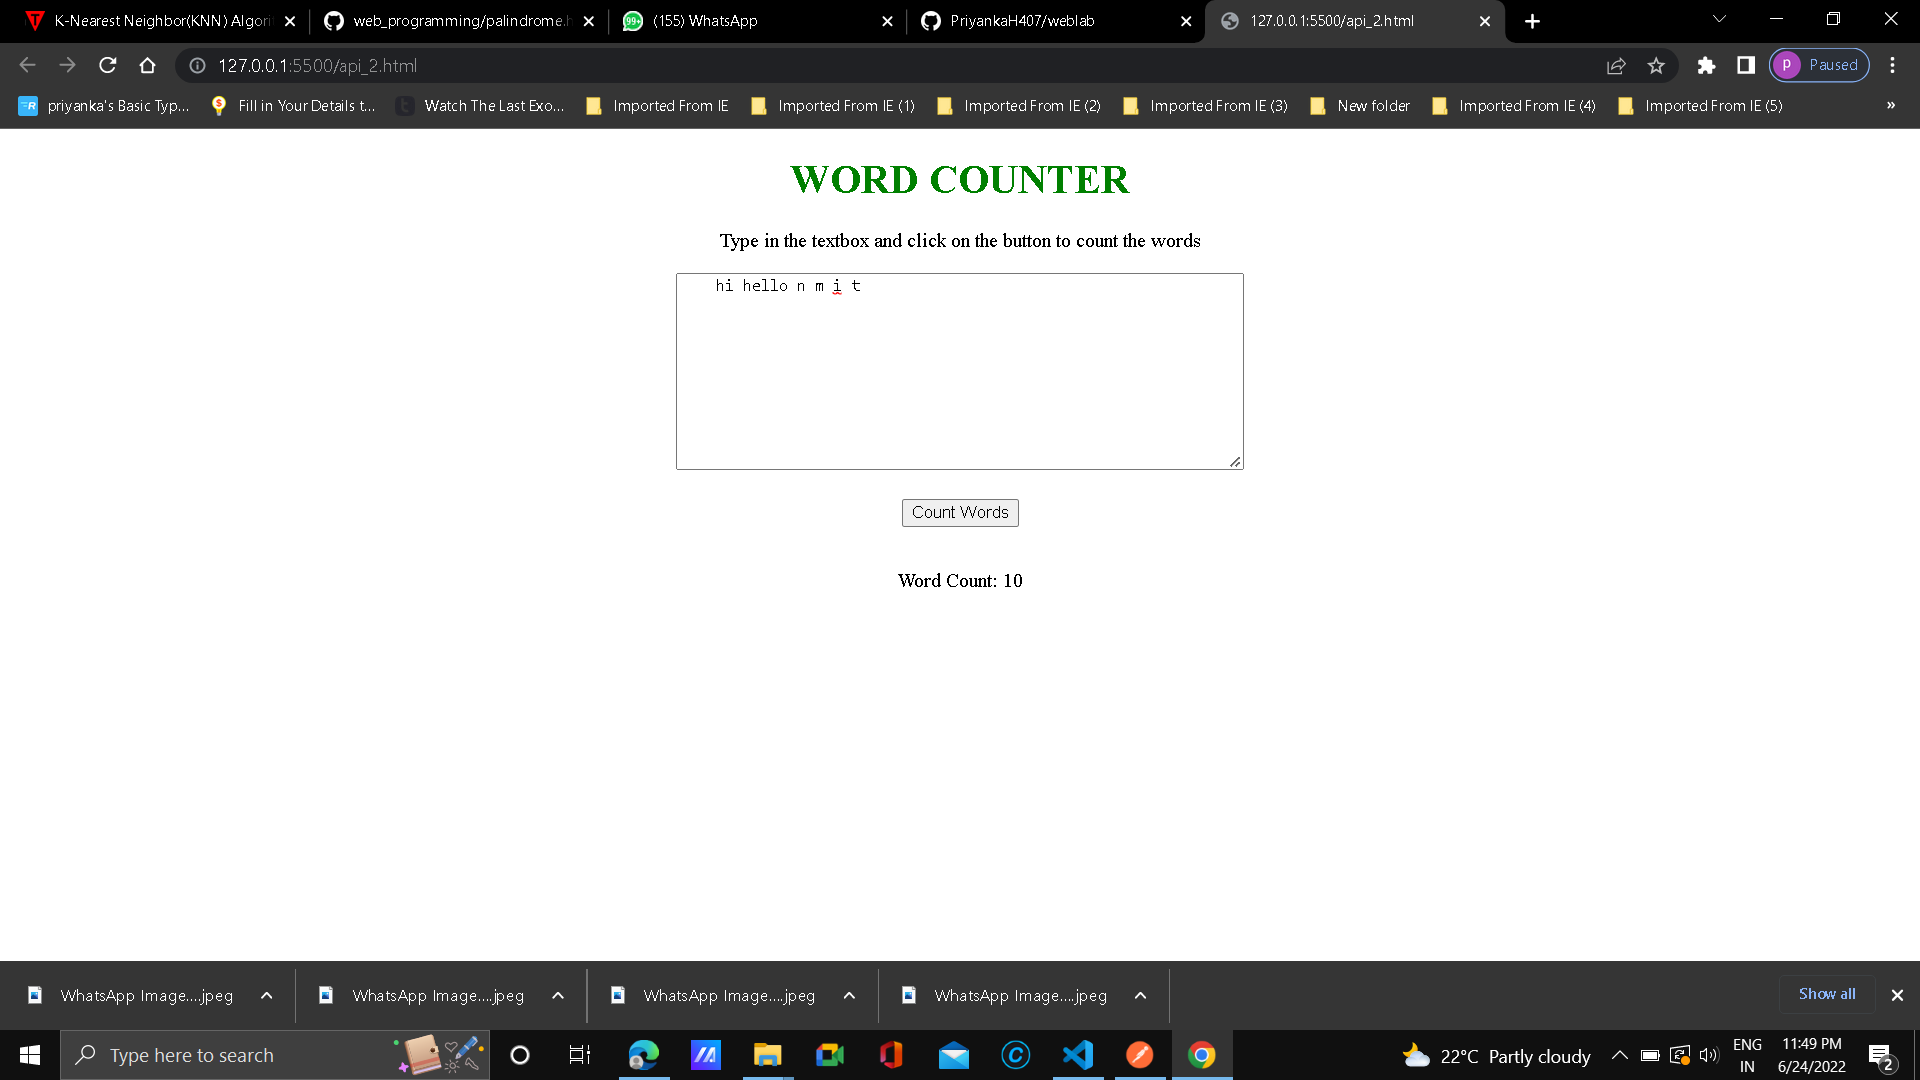 K-Nearest Neighbor(KNN) Algori
web_programming/palindrome.h
(155) WhatsApp
PriyankaH407/weblab
127.0.0.1:5500/api_2.html
127.0.0.1:5500/api_2.html
P Paused
priyanka's Basic Typ...
Fill in Your Details t...
Watch The Last Exo...
Imported From IE
Imported From IE (1)
Imported From IE (2)
Imported From IE (3)
New folder
Imported From IE (4)
Imported From IE (5)
»
WORD COUNTER
Type in the textbox and click on the button to count the words
hi hello n m i t
Count Words
Word Count: 10
WhatsApp Image....jpeg
WhatsApp Image....jpeg
WhatsApp Image....jpeg
WhatsApp Image....jpeg
Show all
Type here to search
22°C Partly cloudy
ENG
IN
11:49 PM
6/24/2022
2